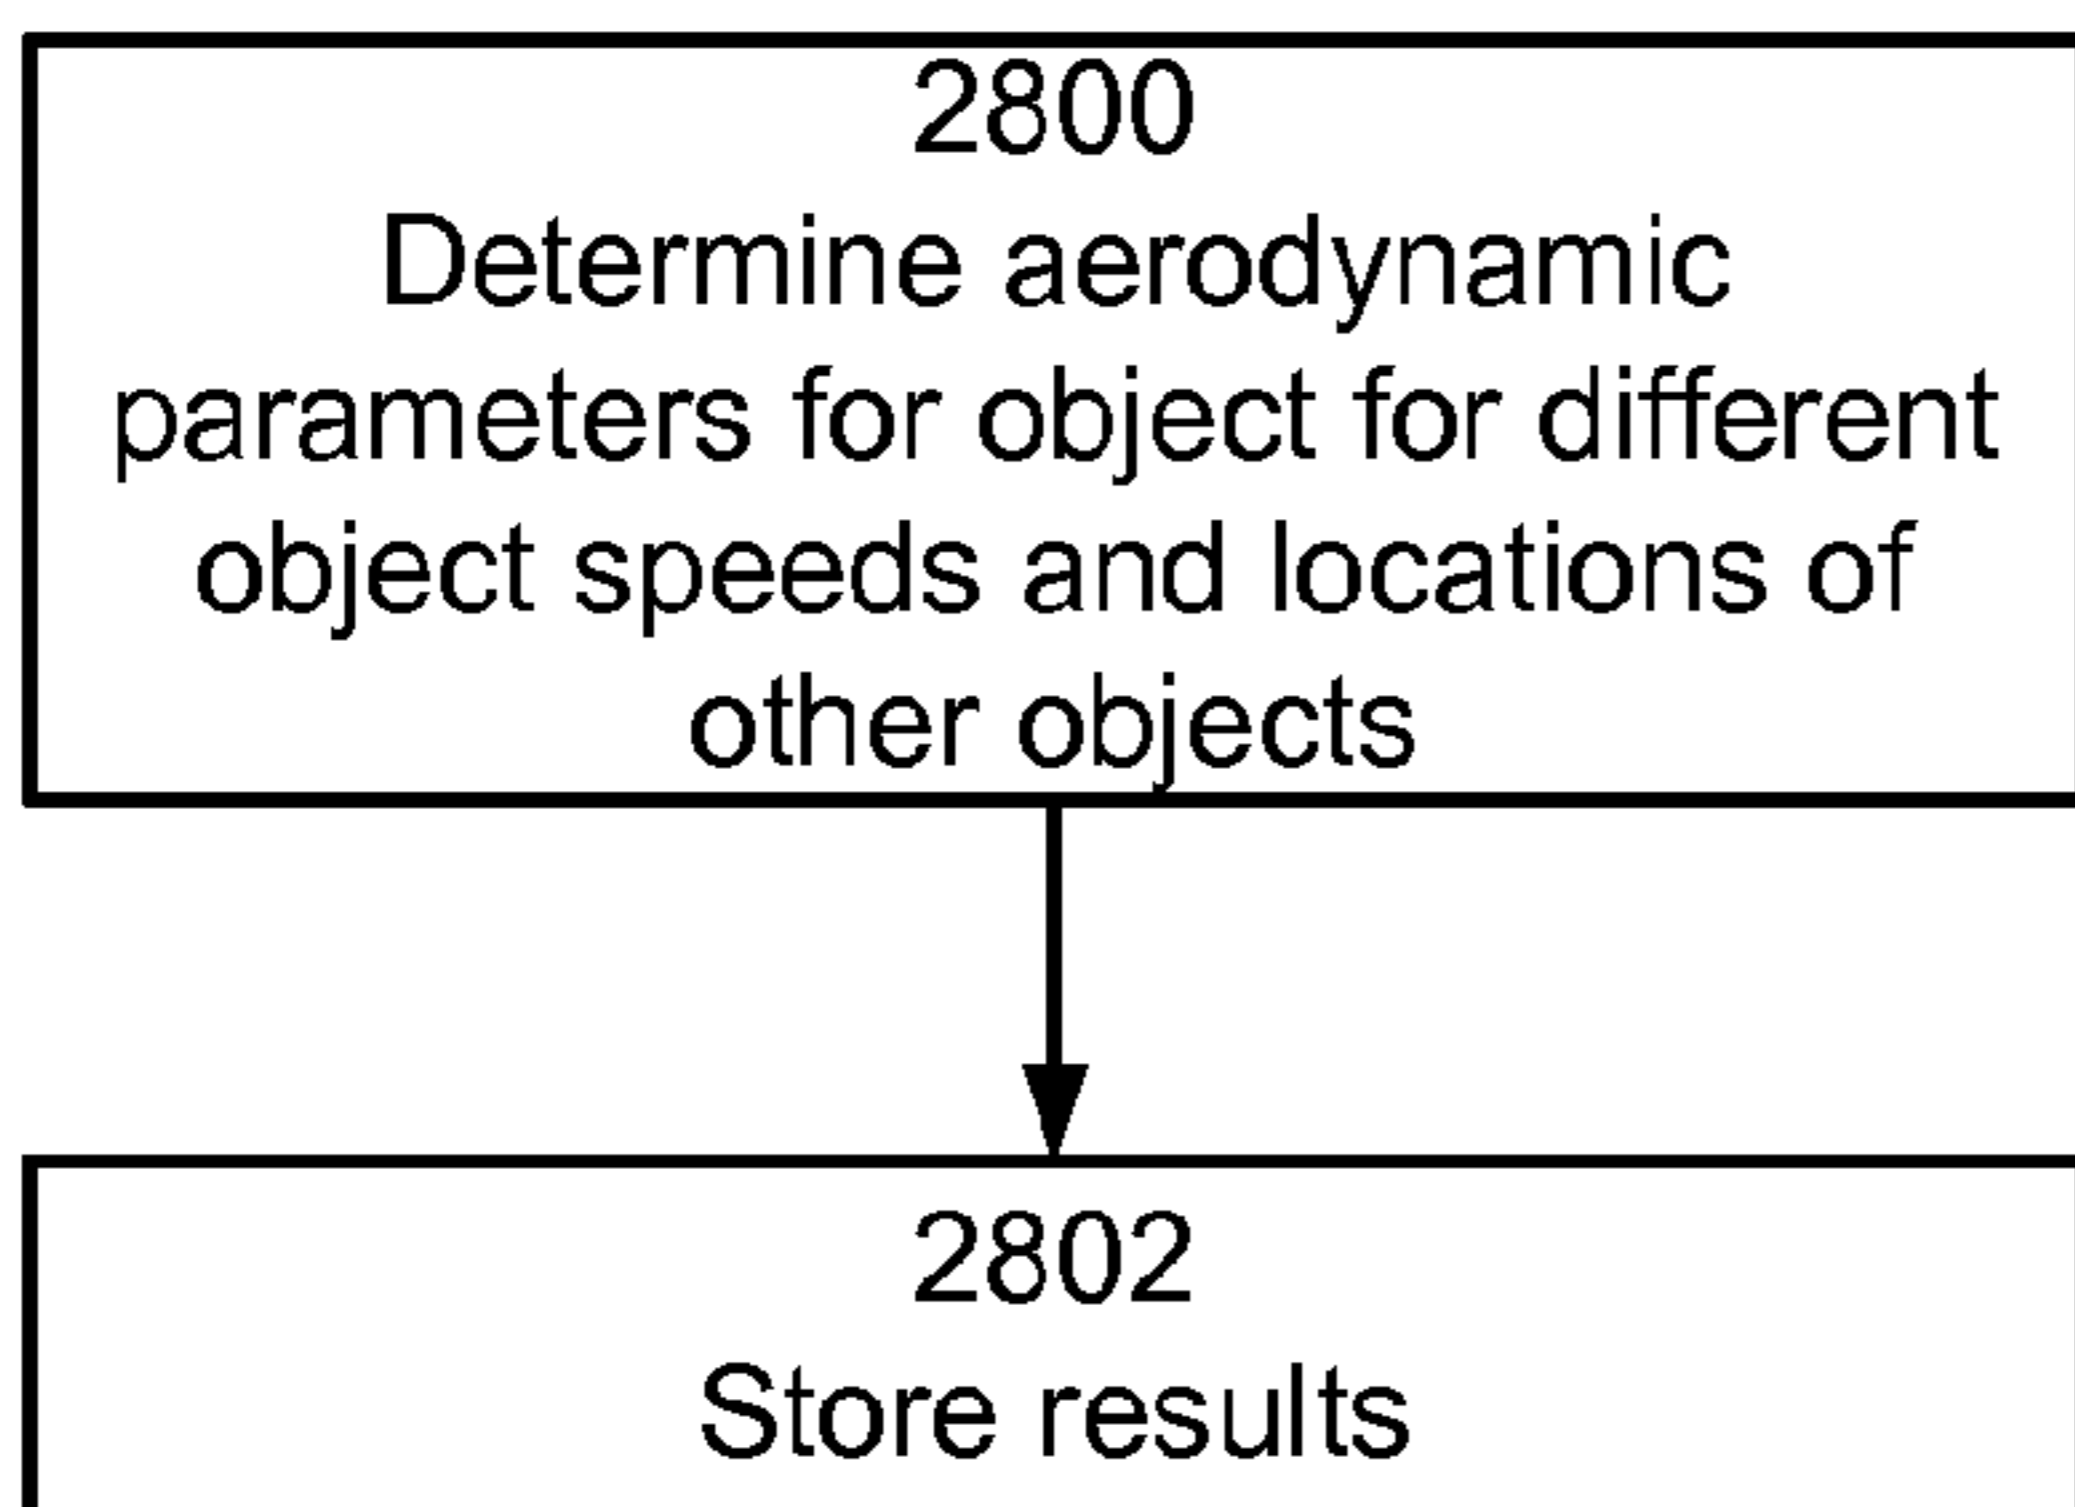 2800
Determine aerodynamic
parameters for object for different
object speeds and locations of
other objects
2802
Store results